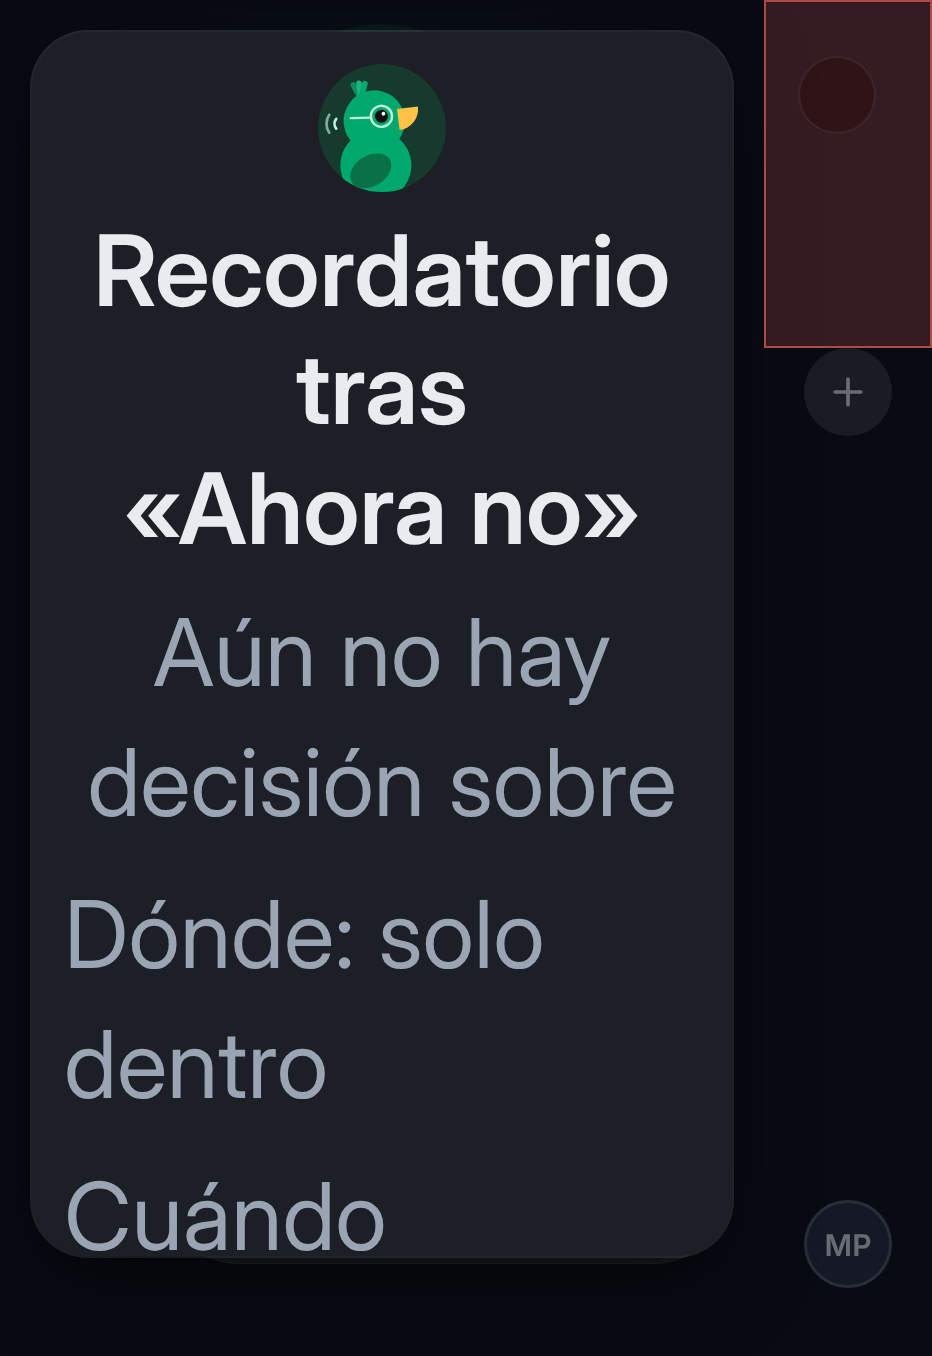 Recordatorio
tras
«Ahora no»
Aún no hay
decisión sobre
Dónde: solo
dentro
Cuándo
MP